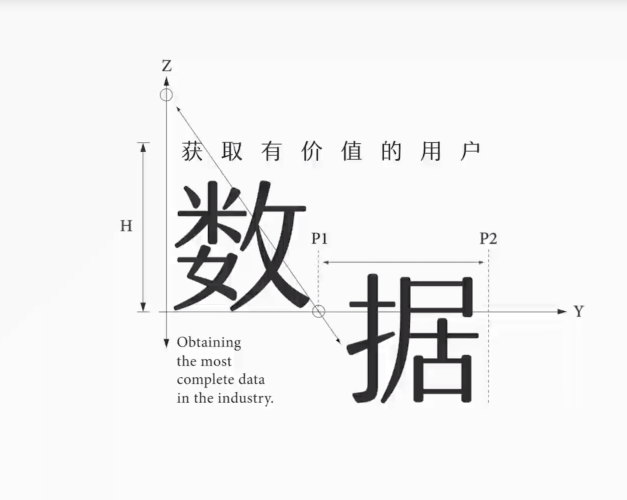 Z
获取有价值的用户
H
数
P1
P2
据
Y
Obtaining
the most
complete data
in the industry.